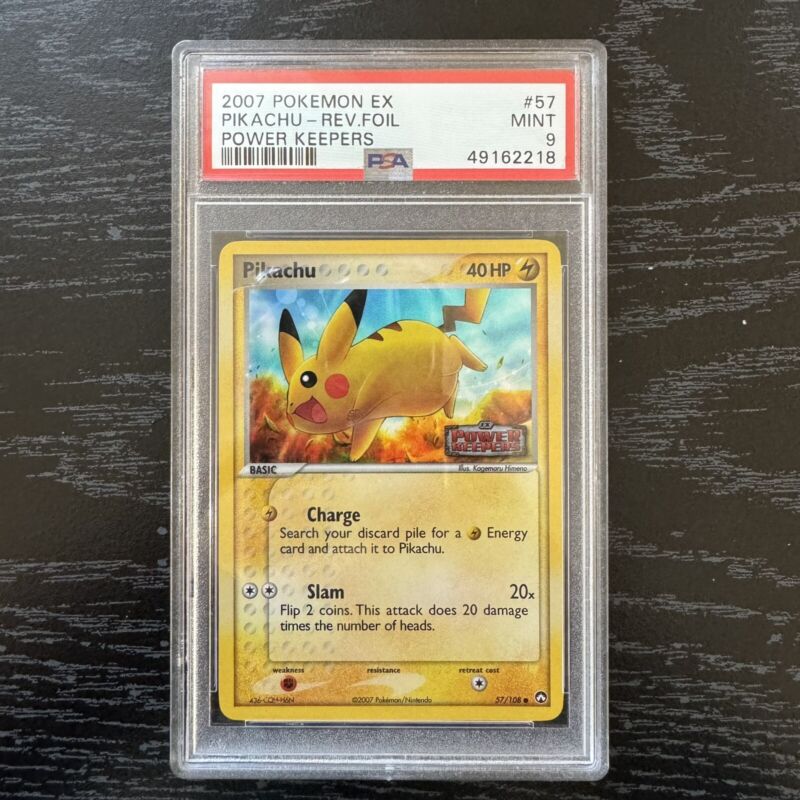 2007 POKEMON EX #57
PIKACHU - REV.FOIL MINT
POWER KEEPERS 9
PSA 49162218
Pikachu 40 HP
EX
POWER
KEEPERS
BASIC Illus. Kagemaru Himeno
Charge
Search your discard pile for a Energy
card and attach it to Pikachu.
Slam 20x
Flip 2 coins. This attack does 20 damage
times the number of heads.
weakness resistance retreat cost
©2007 Pokémon/Nintendo 57/108